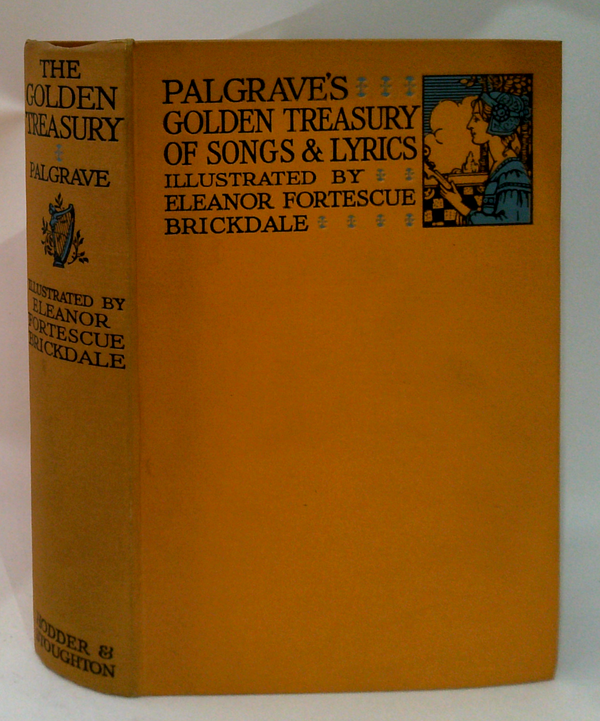 THE
GOLDEN
TREASURY
PALGRAVE
ILLUSTRATED BY
ELEANOR
FORTESCUE
BRICKDALE
HODDER &
STOUGHTON
PALGRAVE'S
GOLDEN TREASURY
OF SONGS & LYRICS
ILLUSTRATED BY
ELEANOR FORTESCUE
BRICKDALE